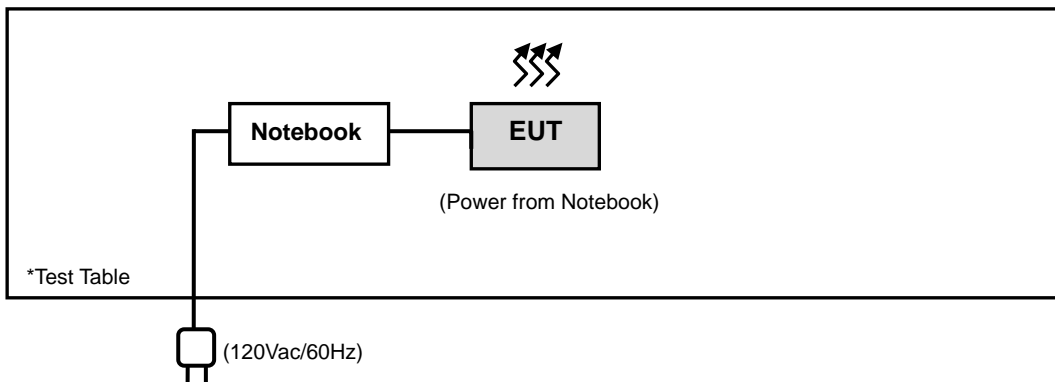 Notebook
EUT
(Power from Notebook)
*Test Table
(120Vac/60Hz)